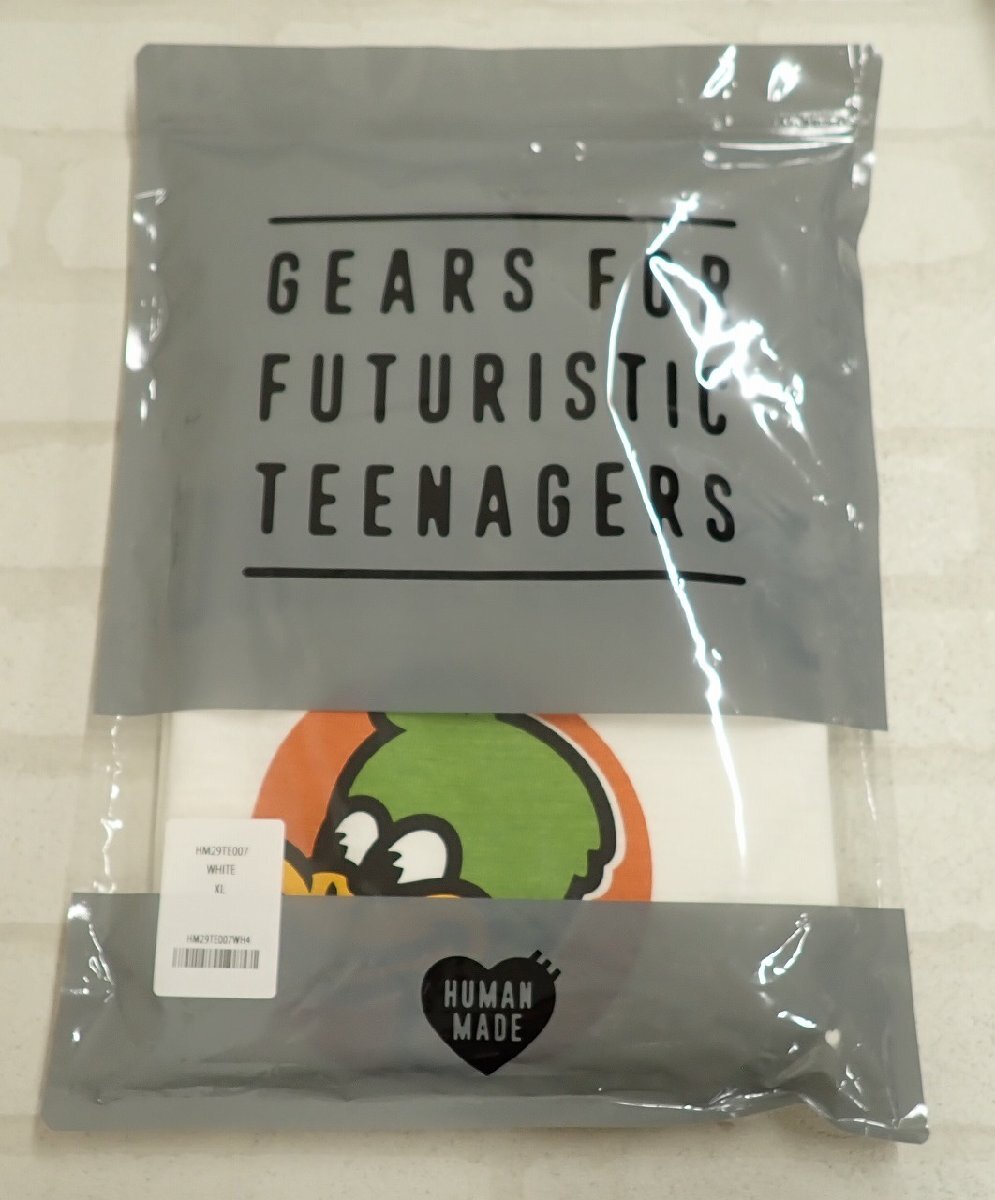 GEARS FOR
FUTURISTIC
TEENAGERS
HM29TE007
WHITE
XL
HM29TE007WH4
HUMAN
MADE